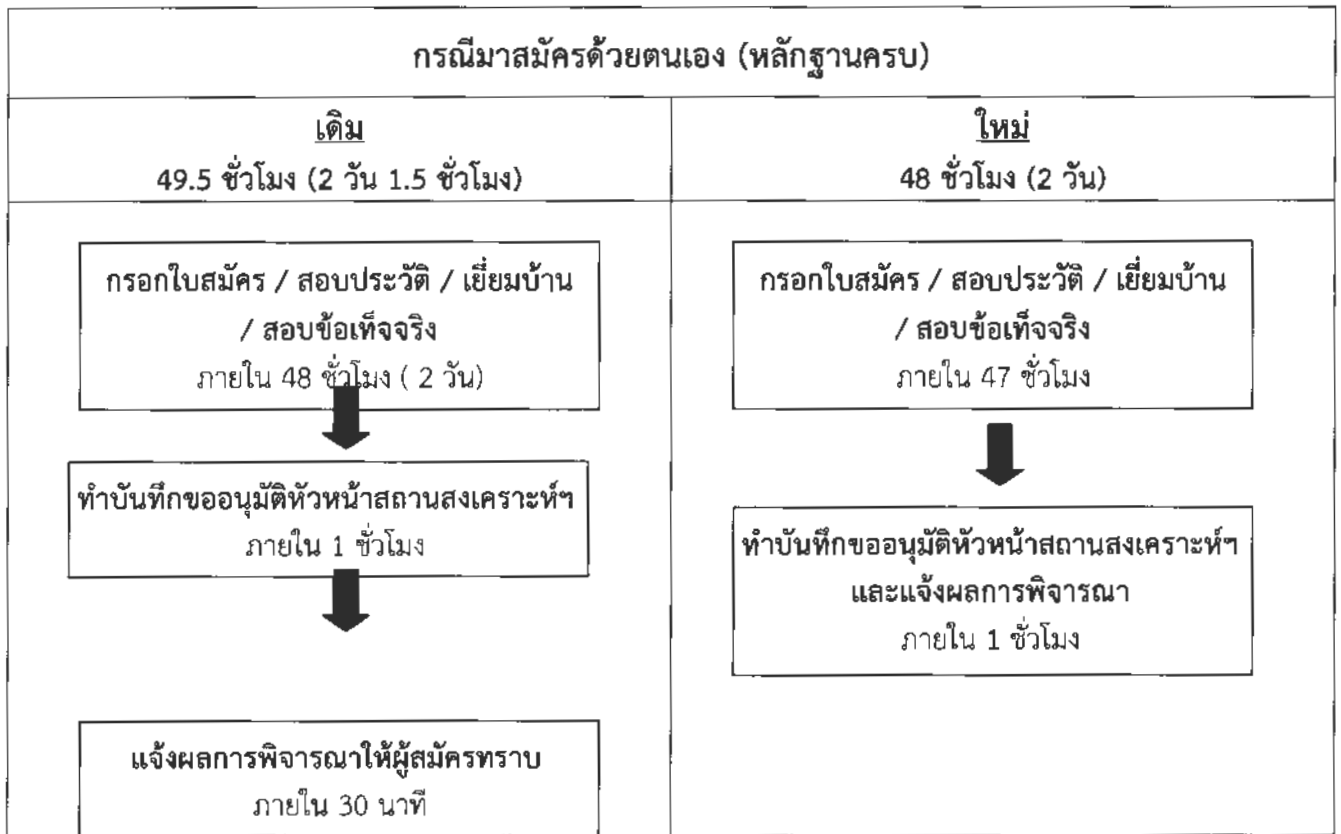 กรณีมาสมัครด้วยตนเอง (หลักฐานครบ)
เดิม
49.5 ชั่วโมง (2 วัน 1.5 ชั่วโมง)
ใหม่
48 ชั่วโมง (2 วัน)
กรอกใบสมัคร / สอบประวัติ / เยี่ยมบ้าน
/ สอบข้อเท็จจริง
ภายใน 48 ชั่วโมง ( 2 วัน)
ทำบันทึกขออนุมัติหัวหน้าสถานสงเคราะห์ฯ
ภายใน 1 ชั่วโมง
แจ้งผลการพิจารณาให้ผู้สมัครทราบ
ภายใน 30 นาที
กรอกใบสมัคร / สอบประวัติ / เยี่ยมบ้าน
/ สอบข้อเท็จจริง
ภายใน 47 ชั่วโมง
ทำบันทึกขออนุมัติหัวหน้าสถานสงเคราะห์ฯ
และแจ้งผลการพิจารณา
ภายใน 1 ชั่วโมง